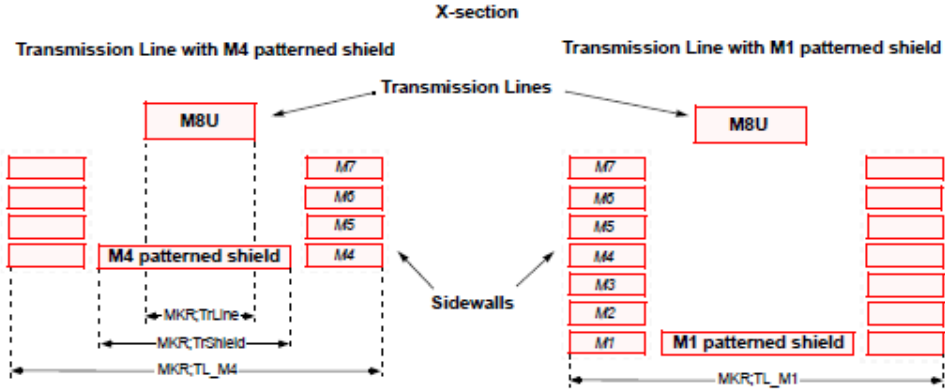 X-section
Transmission Line with M4 patterned shield
Transmission Line with M1 patterned shield
Transmission Lines
M8U
M8U
M7
M6
M5
M4 patterned shield
M4
Sidewalls
MKR;TrLine
MKR;TrShield
MKR;TL_M4
M7
M6
M5
M4
M3
M2
M1
M1 patterned shield
MKR;TL_M1